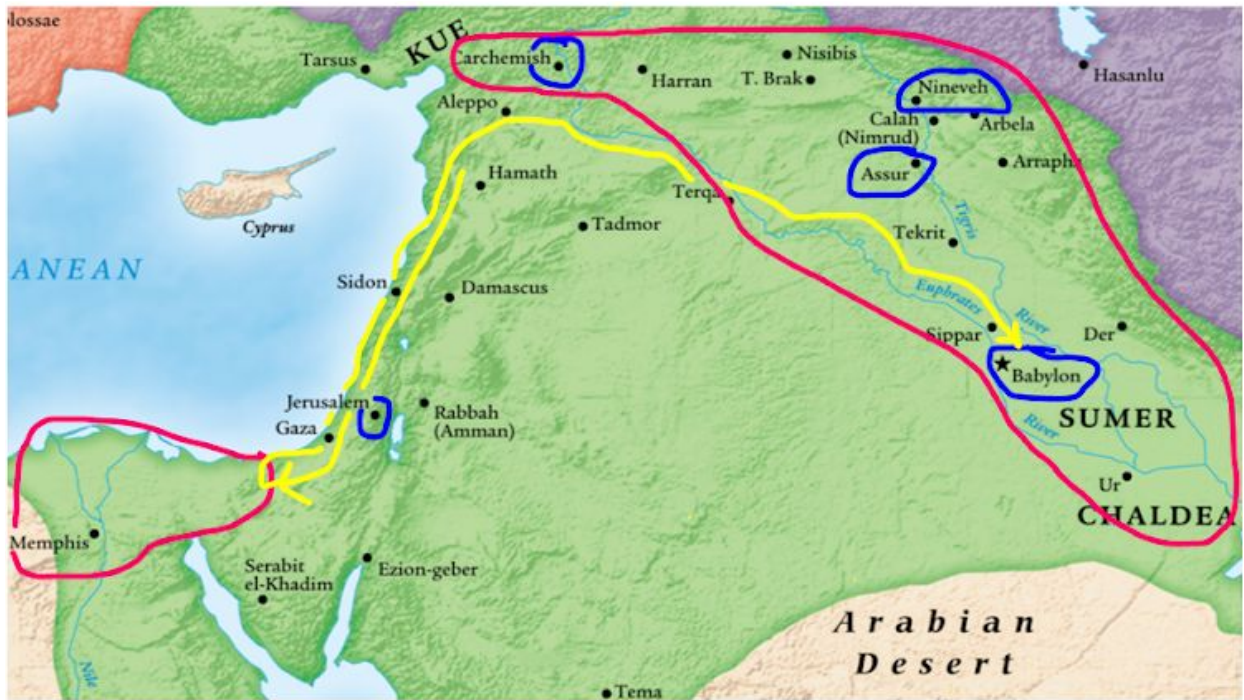 olossae
KUE
Tarsus
Carchemish
Nisibis
Harran
T. Brak
Hasanlu
Nineveh
Aleppo
Calah
(Nimrud)
Arbela
Assur
Arrapha
Hamath
Terqa
Tigris
Cyprus
Tadmor
Tekrit
ANEAN
Sidon
Damascus
Euphrates
River
Sippar
Der
Babylon
Jerusalem
Rabbah
(Amman)
Gaza
SUMER
River
Ur
CHALDEA
Memphis
Serabit
el-Khadim
Ezion-geber
Arabian
Desert
Nile
Tema